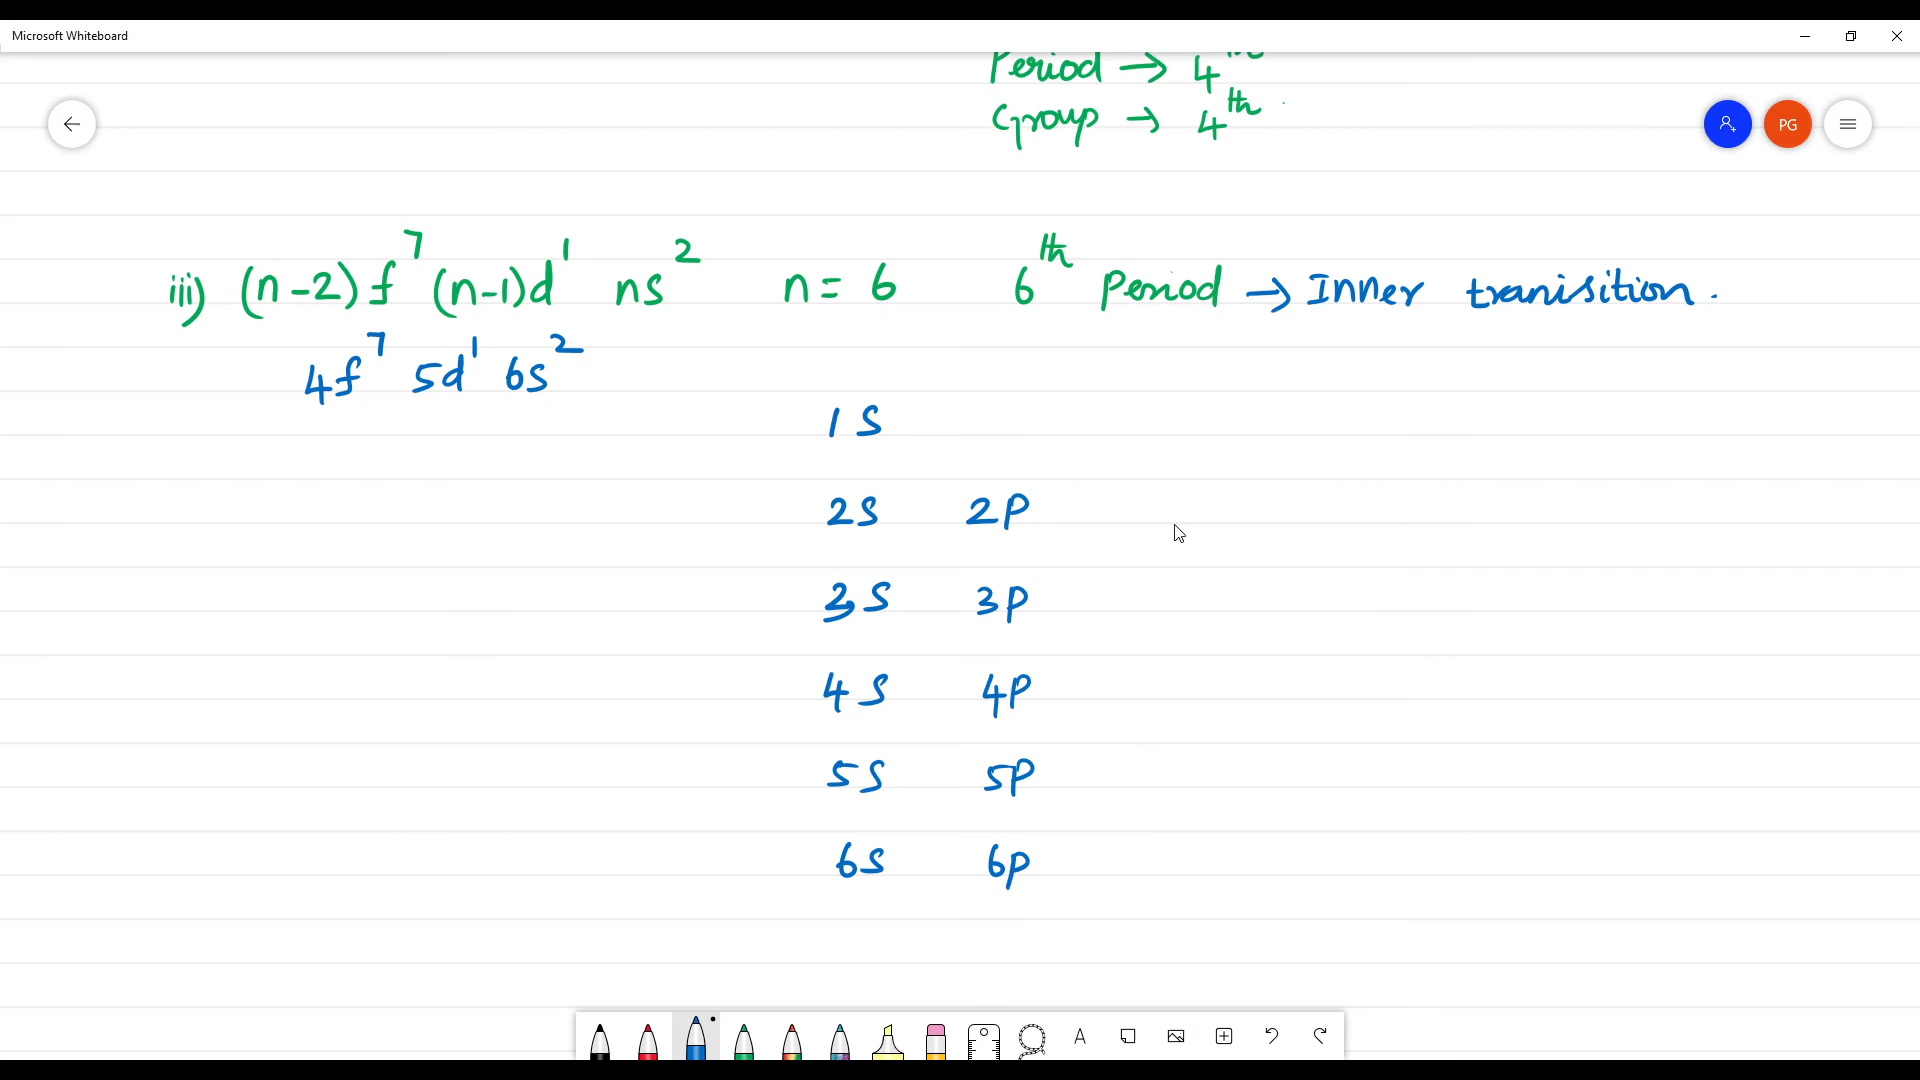 Microsoft Whiteboard
Period → 4th
Group → 4th
PG
iii) (n-2)f⁷ (n-1)d¹ ns² n = 6 6th Period → Inner tranisition.
4f⁷ 5d¹ 6s²
1S
2S 2P
3S 3P
4S 4P
5S 5P
6S 6P
A